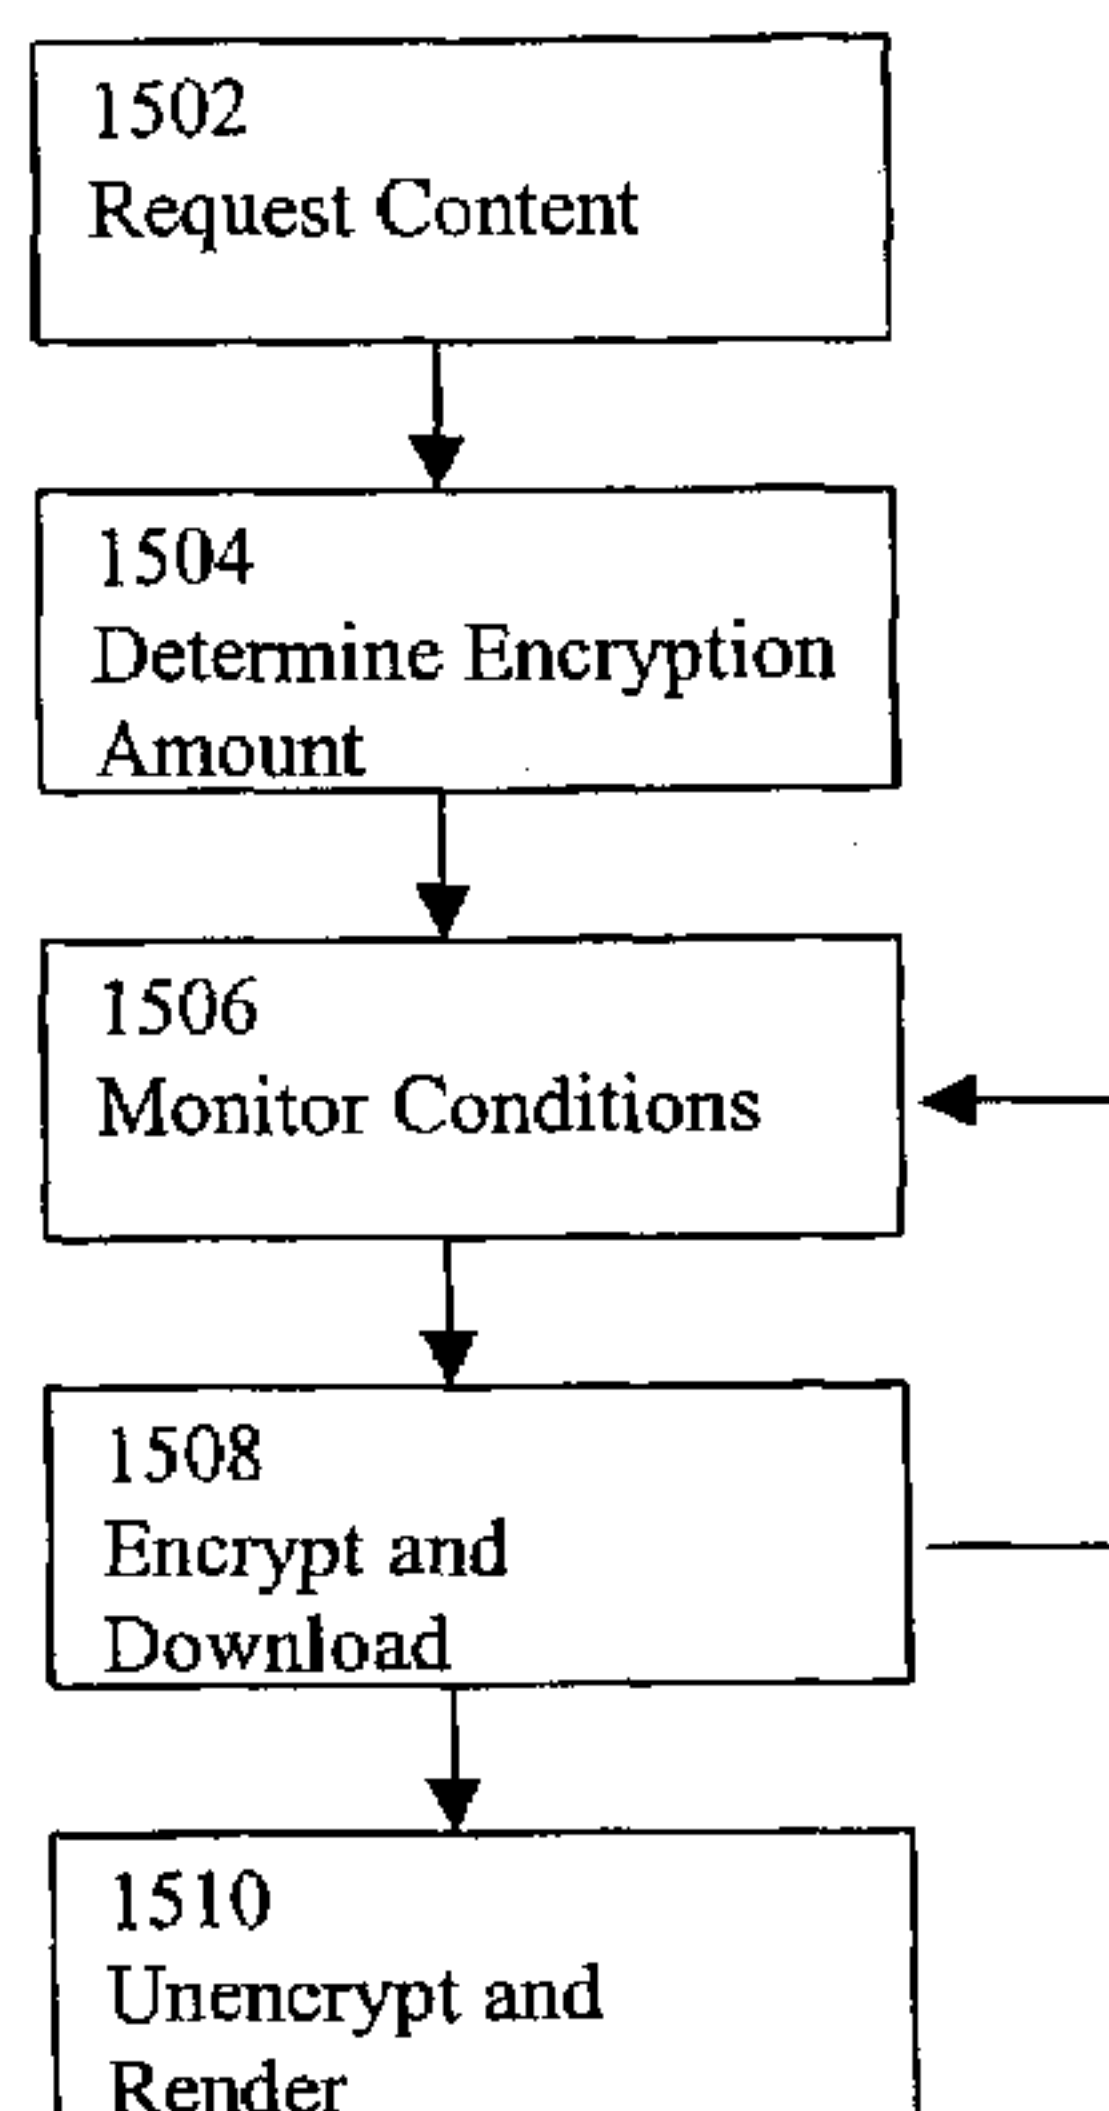 1502
Request Content
1504
Determine Encryption
Amount
1506
Monitor Conditions
1508
Encrypt and
Download
1510
Unencrypt and
Render